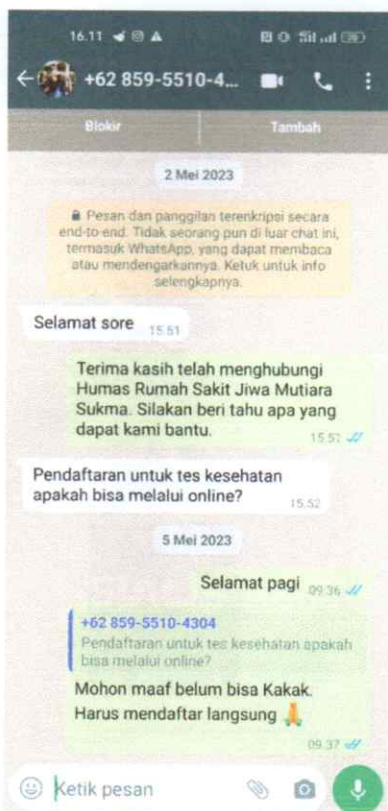 16.11
+62 859-5510-4...
Blokir Tambah
2 Mei 2023
Pesan dan panggilan terenkripsi secara
end-to-end. Tidak seorang pun di luar chat ini,
termasuk WhatsApp, yang dapat membaca
atau mendengarkannya. Ketuk untuk info
selengkapnya.
Selamat sore 15.51
Terima kasih telah menghubungi
Humas Rumah Sakit Jiwa Mutiara
Sukma. Silakan beri tahu apa yang
dapat kami bantu.
15.51
Pendaftaran untuk tes kesehatan
apakah bisa melalui online?
15.52
5 Mei 2023
Selamat pagi 09.36
+62 859-5510-4304
Pendaftaran untuk tes kesehatan apakah
bisa melalui online?
Mohon maaf belum bisa Kakak.
Harus mendaftar langsung 🙏
09.37
Ketik pesan